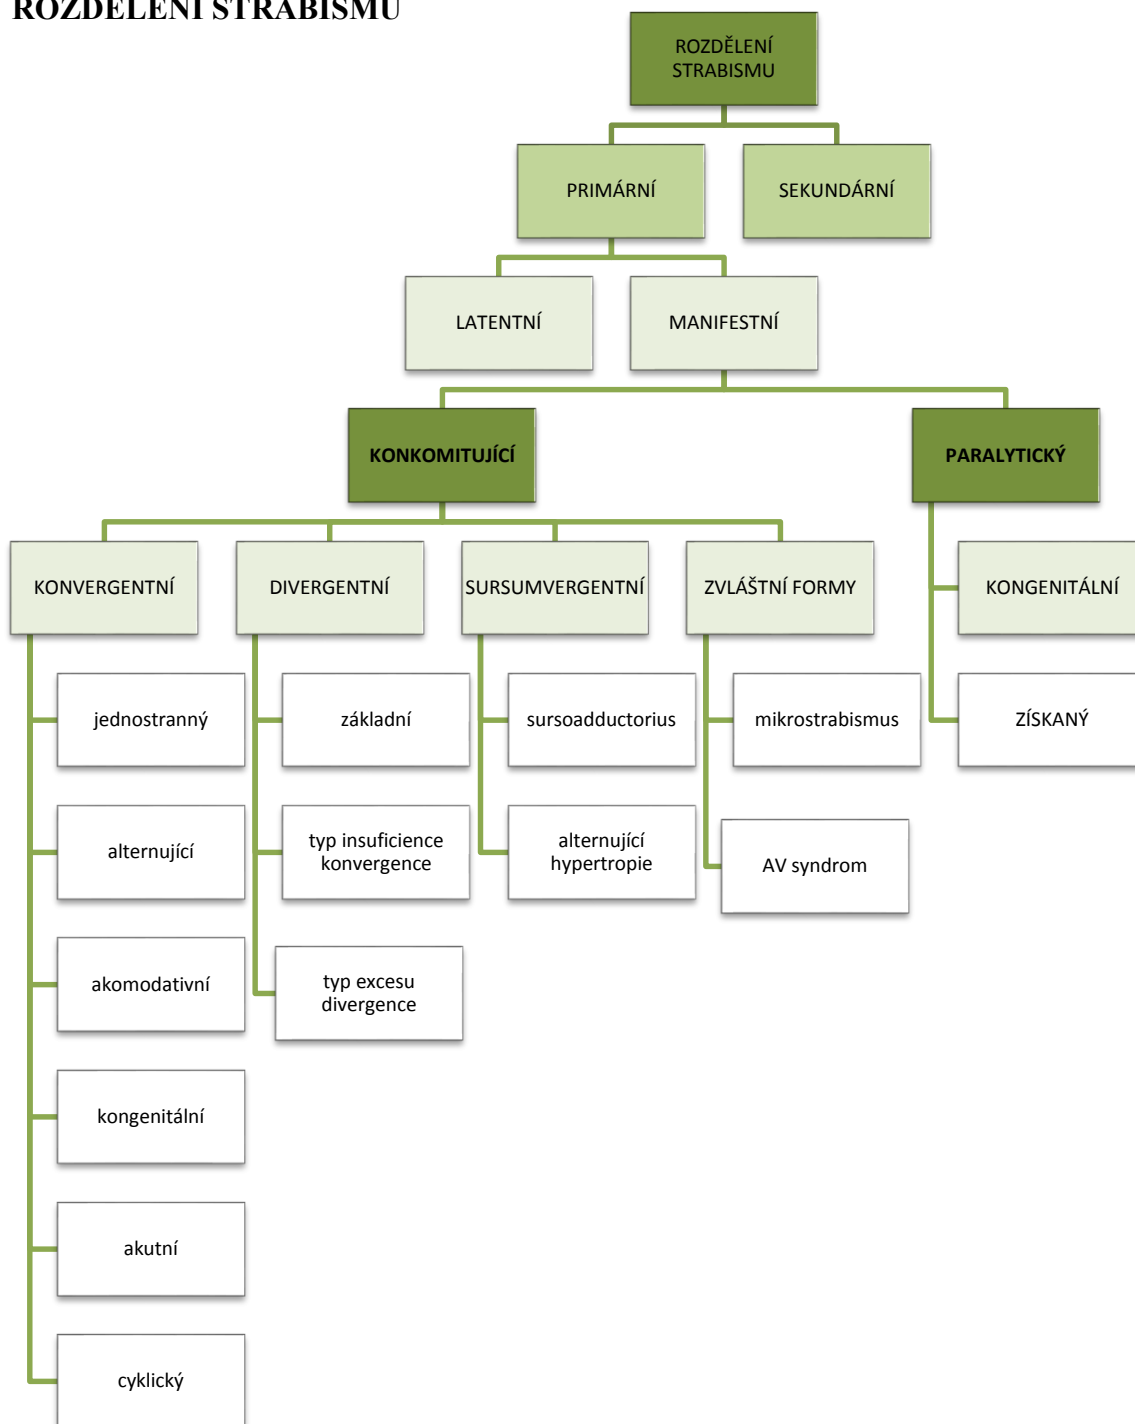 ROZDĚLENÍ STRABISMU
ROZDĚLENÍ
STRABISMU
PRIMÁRNÍ
SEKUNDÁRNÍ
LATENTNÍ
MANIFESTNÍ
KONKOMITUJÍCÍ
PARALYTICKÝ
KONVERGENTNÍ
DIVERGENTNÍ
SURSUMVERGENTNÍ
ZVLÁŠTNÍ FORMY
KONGENITÁLNÍ
jednostranný
základní
sursoadductorius
mikrostrabismus
ZÍSKANÝ
alternující
typ insuficience
konvergence
alternující
hypertropie
AV syndrom
akomodativní
typ excesu
divergence
kongenitální
akutní
cyklický